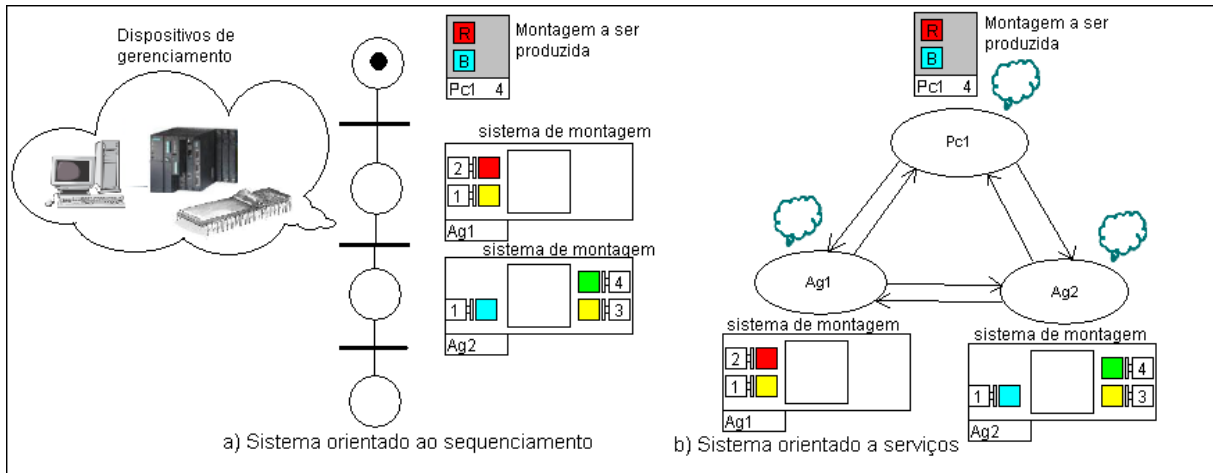 Dispositivos de
gerenciamento
R
B
Pc1 4
Montagem a ser
produzida
sistema de montagem
2
1
Ag1
sistema de montagem
1
4
3
Ag2
a) Sistema orientado ao sequenciamento
R
B
Pc1 4
Montagem a ser
produzida
Pc1
Ag1
Ag2
sistema de montagem
2
1
Ag1
sistema de montagem
1
4
3
Ag2
b) Sistema orientado a serviços